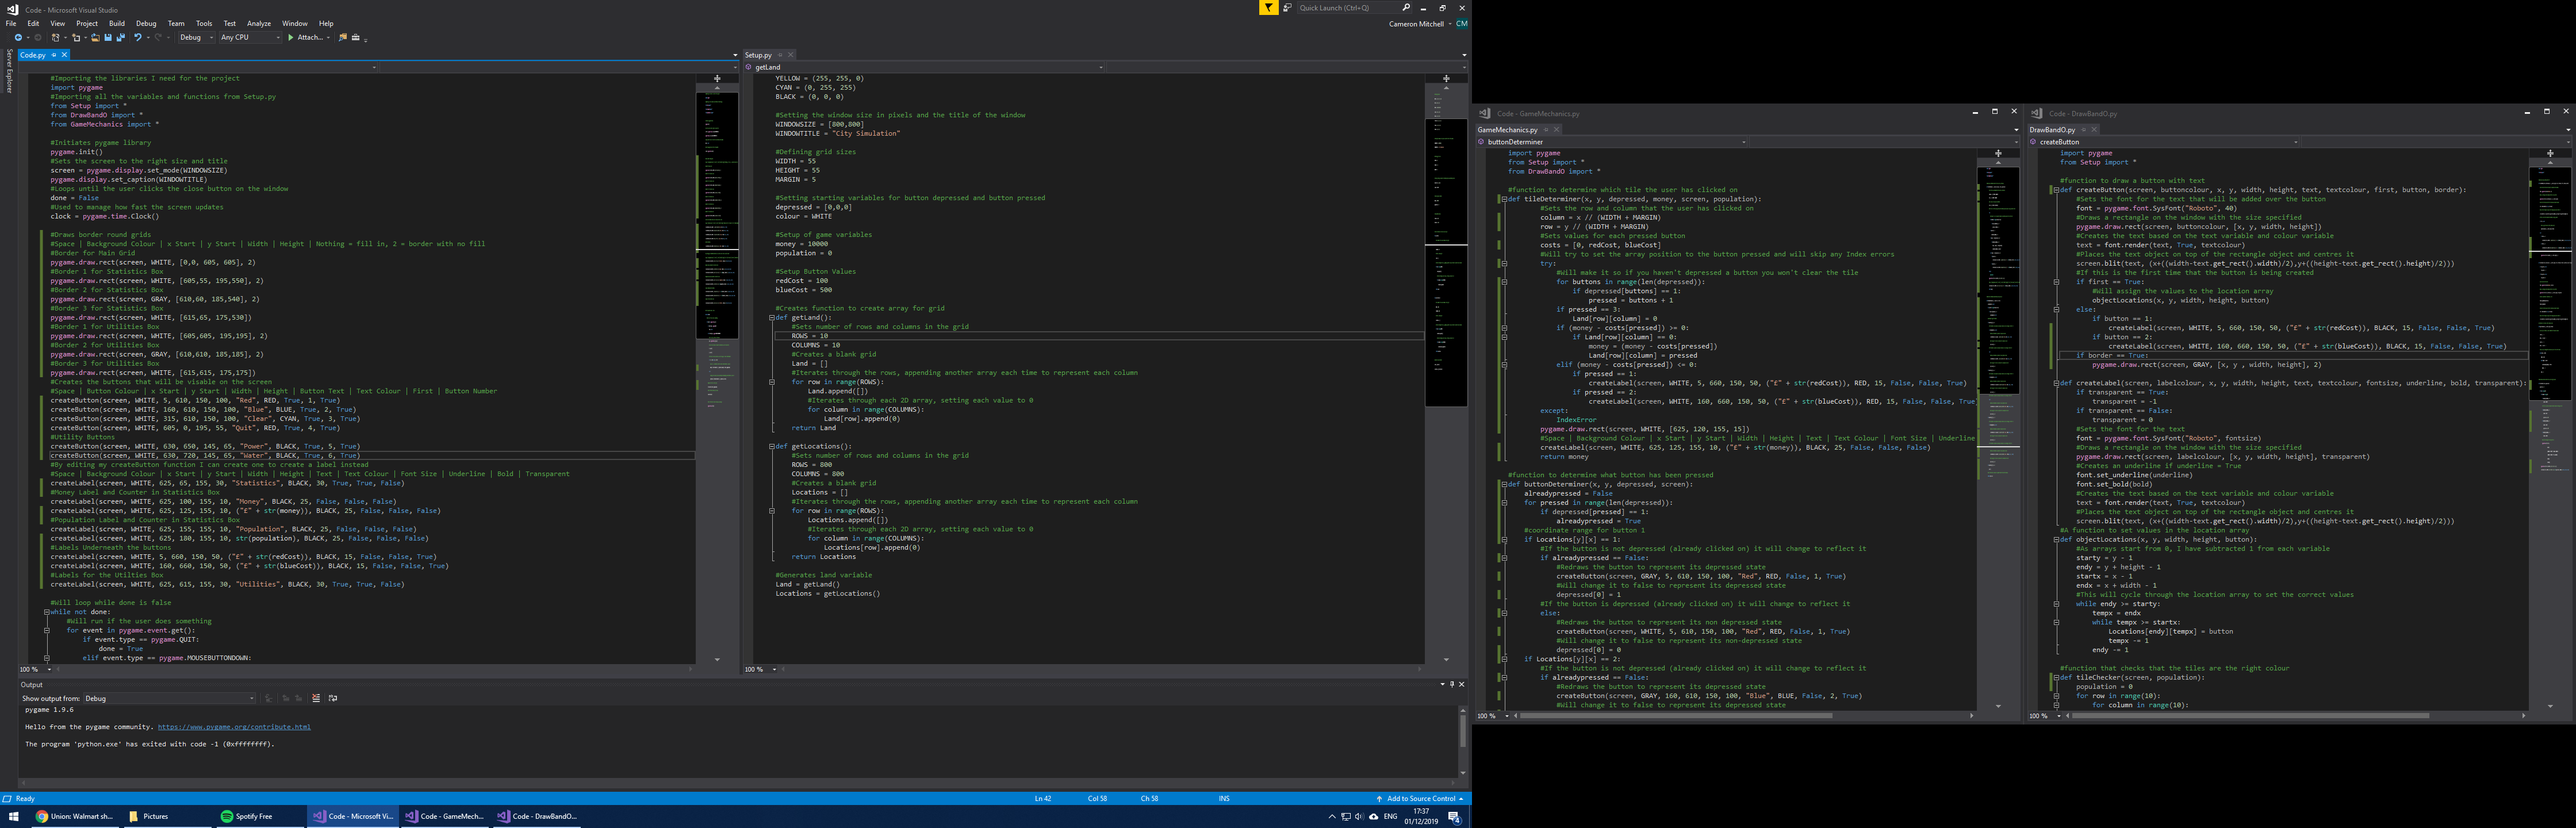 Code - Microsoft Visual Studio
Quick Launch (Ctrl+Q)
File Edit View Project Build Debug Team Tools Test Analyze Window Help
Cameron Mitchell CM
Debug Any CPU Attach...
Server Explorer
Code.py
#Importing the libraries I need for the project
import pygame
#Importing all the variables and functions from Setup.py
from Setup import *
from DrawBandO import *
from GameMechanics import *
#Initiates pygame library
pygame.init()
#Sets the screen to the right size and title
screen = pygame.display.set_mode(WINDOWSIZE)
pygame.display.set_caption(WINDOWTITLE)
#Loops until the user clicks the close button on the window
done = False
#Used to manage how fast the screen updates
clock = pygame.time.Clock()
#Draws border round grids
#Space | Background Colour | x Start | y Start | Width | Height | Nothing = fill in, 2 = border with no fill
#Border for Main Grid
pygame.draw.rect(screen, WHITE, [0,0, 605, 605], 2)
#Border 1 for Statistics Box
pygame.draw.rect(screen, WHITE, [605,55, 195,550], 2)
#Border 2 for Statistics Box
pygame.draw.rect(screen, GRAY, [610,60, 185,540], 2)
#Border 3 for Statistics Box
pygame.draw.rect(screen, WHITE, [615,65, 175,530])
#Border 1 for Utilities Box
pygame.draw.rect(screen, WHITE, [605,605, 195,195], 2)
#Border 2 for Utilities Box
pygame.draw.rect(screen, GRAY, [610,610, 185,185], 2)
#Border 3 for Utilities Box
pygame.draw.rect(screen, WHITE, [615,615, 175,175])
#Creates the buttons that will be visable on the screen
#Space | Button Colour | x Start | y Start | Width | Height | Button Text | Text Colour | First | Button Number
createButton(screen, WHITE, 5, 610, 150, 100, "Red", RED, True, 1, True)
createButton(screen, WHITE, 160, 610, 150, 100, "Blue", BLUE, True, 2, True)
createButton(screen, WHITE, 315, 610, 150, 100, "Clear", CYAN, True, 3, True)
createButton(screen, WHITE, 605, 0, 195, 55, "Quit", RED, True, 4, True)
#Utility Buttons
createButton(screen, WHITE, 630, 650, 145, 65, "Power", BLACK, True, 5, True)
createButton(screen, WHITE, 630, 720, 145, 65, "Water", BLACK, True, 6, True)
#By editing my createButton function I can create one to create a label instead
#Space | Background Colour | x Start | y Start | Width | Height | Text | Text Colour | Font Size | Underline | Bold | Transparent
createLabel(screen, WHITE, 625, 65, 155, 30, "Statistics", BLACK, 30, True, True, False)
#Money Label and Counter in Statistics Box
createLabel(screen, WHITE, 625, 100, 155, 10, "Money", BLACK, 25, False, False, False)
createLabel(screen, WHITE, 625, 125, 155, 10, ("£" + str(money)), BLACK, 25, False, False, False)
#Population Label and Counter in Statistics Box
createLabel(screen, WHITE, 625, 155, 155, 10, "Population", BLACK, 25, False, False, False)
createLabel(screen, WHITE, 625, 180, 155, 10, str(population), BLACK, 25, False, False, False)
#Labels Underneath the buttons
createLabel(screen, WHITE, 5, 660, 150, 50, ("£" + str(redCost)), BLACK, 15, False, False, True)
createLabel(screen, WHITE, 160, 660, 150, 50, ("£" + str(blueCost)), BLACK, 15, False, False, True)
#Labels for the Utilties Box
createLabel(screen, WHITE, 625, 615, 155, 30, "Utilities", BLACK, 30, True, True, False)
#Will loop while done is false
while not done:
#Will run if the user does something
for event in pygame.event.get():
if event.type == pygame.QUIT:
done = True
elif event.type == pygame.MOUSEBUTTONDOWN:
100 %
Setup.py
getLand
YELLOW = (255, 255, 0)
CYAN = (0, 255, 255)
BLACK = (0, 0, 0)
#Setting the window size in pixels and the title of the window
WINDOWSIZE = [800,800]
WINDOWTITLE = "City Simulation"
#Defining grid sizes
WIDTH = 55
HEIGHT = 55
MARGIN = 5
#Setting starting variables for button depressed and button pressed
depressed = [0,0,0]
colour = WHITE
#Setup of game variables
money = 10000
population = 0
#Setup Button Values
redCost = 100
blueCost = 500
#Creates function to create array for grid
def getLand():
#Sets number of rows and columns in the grid
ROWS = 10
COLUMNS = 10
#Creates a blank grid
Land = []
#Iterates through the rows, appending another array each time to represent each column
for row in range(ROWS):
Land.append([])
#Iterates through each 2D array, setting each value to 0
for column in range(COLUMNS):
Land[row].append(0)
return Land
def getLocations():
#Sets number of rows and columns in the grid
ROWS = 800
COLUMNS = 800
#Creates a blank grid
Locations = []
#Iterates through the rows, appending another array each time to represent each column
for row in range(ROWS):
Locations.append([])
#Iterates through each 2D array, setting each value to 0
for column in range(COLUMNS):
Locations[row].append(0)
return Locations
#Generates land variable
Land = getLand()
Locations = getLocations()
100 %
Output
Show output from: Debug
pygame 1.9.6
Hello from the pygame community. https://www.pygame.org/contribute.html
The program 'python.exe' has exited with code -1 (0xffffffff).
Ready Ln 42 Col 58 Ch 58 INS Add to Source Control
Union: Walmart sh... Pictures Spotify Free Code - Microsoft Vi... Code - GameMech... Code - DrawBandO...
ENG 17:37 01/12/2019 4
Code - GameMechanics.py
GameMechanics.py
buttonDeterminer
import pygame
from Setup import *
from DrawBandO import *
#function to determine which tile the user has clicked on
def tileDeterminer(x, y, depressed, money, screen, population):
#Sets the row and column that the user has clicked on
column = x // (WIDTH + MARGIN)
row = y // (WIDTH + MARGIN)
#Sets values for each pressed button
costs = [0, redCost, blueCost]
#Will try to set the array position to the button pressed and will skip any Index errors
try:
#Will make it so if you haven't depressed a button you won't clear the tile
for buttons in range(len(depressed)):
if depressed[buttons] == 1:
pressed = buttons + 1
if pressed == 3:
Land[row][column] = 0
if (money - costs[pressed]) >= 0:
if Land[row][column] == 0:
money = (money - costs[pressed])
Land[row][column] = pressed
elif (money - costs[pressed]) <= 0:
if pressed == 1:
createLabel(screen, WHITE, 5, 660, 150, 50, ("£" + str(redCost)), RED, 15, False, False, True)
if pressed == 2:
createLabel(screen, WHITE, 160, 660, 150, 50, ("£" + str(blueCost)), RED, 15, False, False, True)
except:
IndexError
pygame.draw.rect(screen, WHITE, [625, 120, 155, 15])
#Space | Background Colour | x Start | y Start | Width | Height | Text | Text Colour | Font Size | Underline
createLabel(screen, WHITE, 625, 125, 155, 10, ("£" + str(money)), BLACK, 25, False, False, False)
return money
#function to determine what button has been pressed
def buttonDeterminer(x, y, depressed, screen):
alreadypressed = False
for pressed in range(len(depressed)):
if depressed[pressed] == 1:
alreadypressed = True
#coordinate range for button 1
if Locations[y][x] == 1:
#If the button is not depressed (already clicked on) it will change to reflect it
if alreadypressed == False:
#Redraws the button to represent its depressed state
createButton(screen, GRAY, 5, 610, 150, 100, "Red", RED, False, 1, True)
#Will change it to false to represent its depressed state
depressed[0] = 1
#If the button is depressed (already clicked on) it will change to reflect it
else:
#Redraws the button to represent its non depressed state
createButton(screen, WHITE, 5, 610, 150, 100, "Red", RED, False, 1, True)
#Will change it to false to represent its non-depressed state
depressed[0] = 0
if Locations[y][x] == 2:
#If the button is not depressed (already clicked on) it will change to reflect it
if alreadypressed == False:
#Redraws the button to represent its depressed state
createButton(screen, GRAY, 160, 610, 150, 100, "Blue", BLUE, False, 2, True)
#Will change it to false to represent its depressed state
100 %
Code - DrawBandO.py
DrawBandO.py
createButton
import pygame
from Setup import *
#function to draw a button with text
def createButton(screen, buttoncolour, x, y, width, height, text, textcolour, first, button, border):
#Sets the font for the text that will be added over the button
font = pygame.font.SysFont("Roboto", 40)
#Draws a rectangle on the window with the size specified
pygame.draw.rect(screen, buttoncolour, [x, y, width, height])
#Creates the text based on the text variable and colour variable
text = font.render(text, True, textcolour)
#Places the text object on top of the rectangle object and centres it
screen.blit(text, (x+((width-text.get_rect().width)/2),y+((height-text.get_rect().height)/2)))
#If this is the first time that the button is being created
if first == True:
#Will assign the values to the location array
objectLocations(x, y, width, height, button)
else:
if button == 1:
createLabel(screen, WHITE, 5, 660, 150, 50, ("£" + str(redCost)), BLACK, 15, False, False, True)
if button == 2:
createLabel(screen, WHITE, 160, 660, 150, 50, ("£" + str(blueCost)), BLACK, 15, False, False, True)
if border == True:
pygame.draw.rect(screen, GRAY, [x, y , width, height], 2)
def createLabel(screen, labelcolour, x, y, width, height, text, textcolour, fontsize, underline, bold, transparent):
if transparent == True:
transparent = -1
if transparent == False:
transparent = 0
#Sets the font for the text
font = pygame.font.SysFont("Roboto", fontsize)
#Draws a rectangle on the window with the size specified
pygame.draw.rect(screen, labelcolour, [x, y, width, height], transparent)
#Creates an underline if underline = True
font.set_underline(underline)
font.set_bold(bold)
#Creates the text based on the text variable and colour variable
text = font.render(text, True, textcolour)
#Places the text object on top of the rectangle object and centres it
screen.blit(text, (x+((width-text.get_rect().width)/2),y+((height-text.get_rect().height)/2)))
#A function to set values in the location array
def objectLocations(x, y, width, height, button):
#As arrays start from 0, I have subtracted 1 from each variable
starty = y - 1
endy = y + height - 1
startx = x - 1
endx = x + width - 1
#This will cycle through the location array to set the correct values
while endy >= starty:
tempx = endx
while tempx >= startx:
Locations[endy][tempx] = button
tempx -= 1
endy -= 1
#function that checks that the tiles are the right colour
def tileChecker(screen, population):
population = 0
for row in range(10):
for column in range(10):
100 %